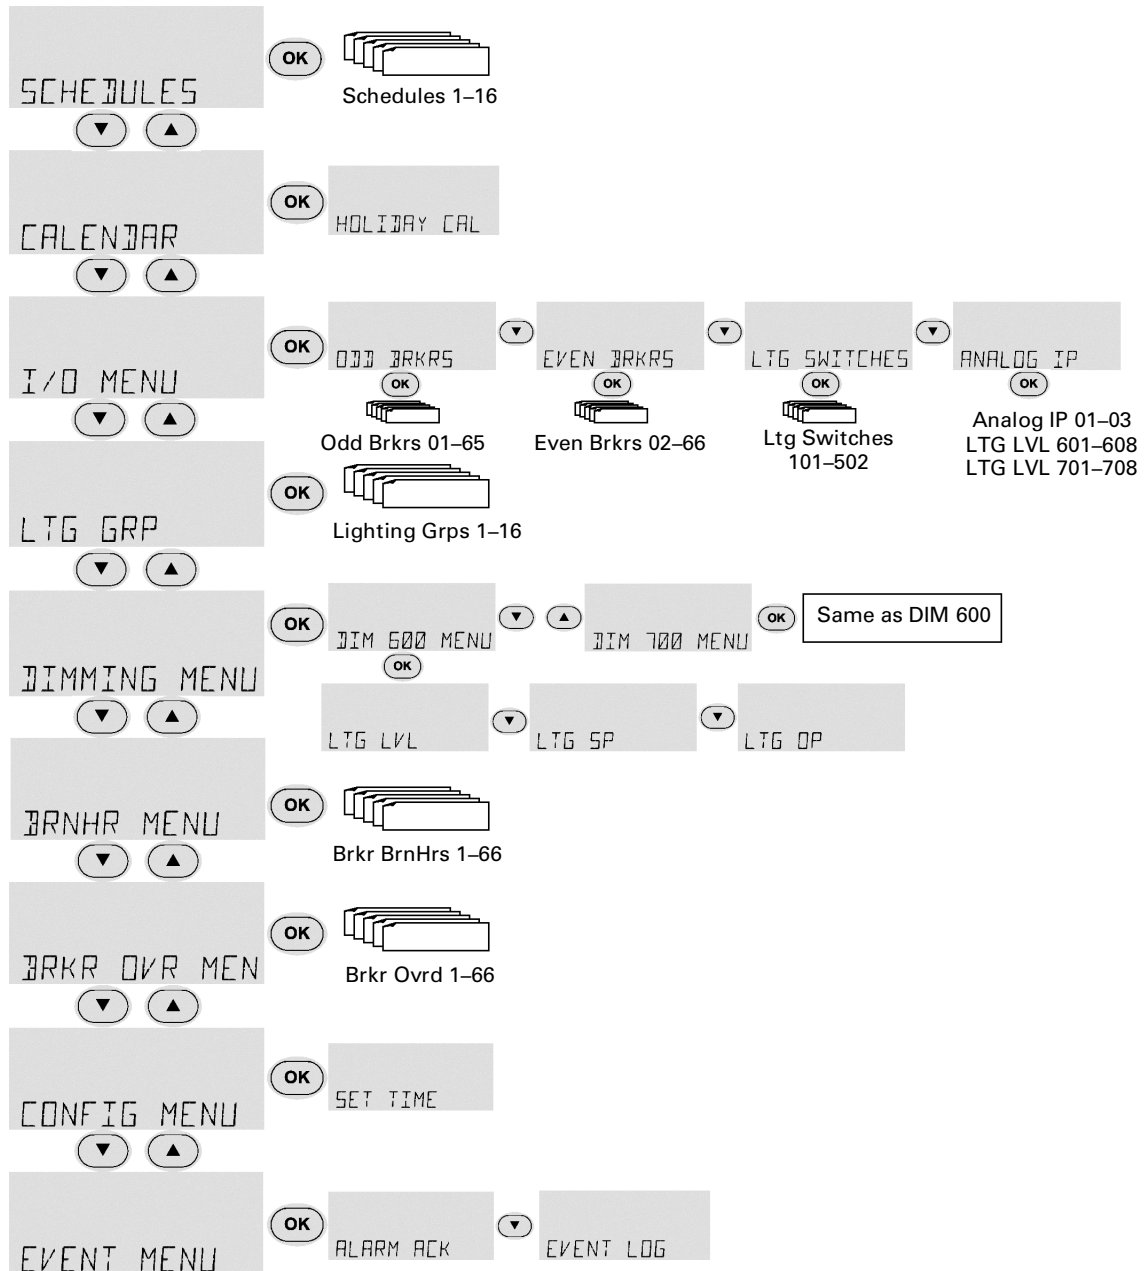 SCHEDULES
OK
Schedules 1–16
▼ ▲
CALENDAR
OK
HOLIDAY CAL
▼ ▲
I/O MENU
OK
ODD BRKRS
▼
EVEN BRKRS
▼
LTG SWITCHES
▼
ANALOG IP
OK
OK
OK
OK
Odd Brkrs 01–65
Even Brkrs 02–66
Ltg Switches
101–502
Analog IP 01–03
LTG LVL 601–608
LTG LVL 701–708
▼ ▲
LTG GRP
OK
Lighting Grps 1–16
▼ ▲
DIMMING MENU
OK
DIM 600 MENU
▼ ▲
DIM 700 MENU
OK
Same as DIM 600
OK
LTG LVL
▼
LTG SP
▼
LTG OP
▼ ▲
BRNHR MENU
OK
Brkr BrnHrs 1–66
▼ ▲
BRKR OVR MEN
OK
Brkr Ovrd 1–66
▼ ▲
CONFIG MENU
OK
SET TIME
▼ ▲
EVENT MENU
OK
ALARM ACK
▼
EVENT LOG